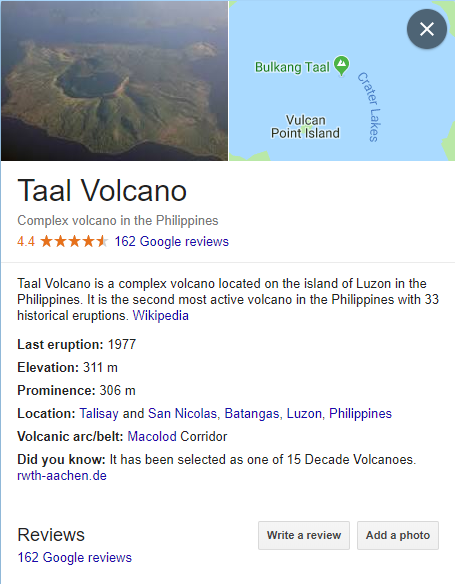 Bulkang Taal
Crater Lakes
Vulcan
Point Island
Taal Volcano
Complex volcano in the Philippines
4.4 ★★★★★ 162 Google reviews
Taal Volcano is a complex volcano located on the island of Luzon in the
Philippines. It is the second most active volcano in the Philippines with 33
historical eruptions. Wikipedia
Last eruption: 1977
Elevation: 311 m
Prominence: 306 m
Location: Talisay and San Nicolas, Batangas, Luzon, Philippines
Volcanic arc/belt: Macolod Corridor
Did you know: It has been selected as one of 15 Decade Volcanoes.
rwth-aachen.de
Reviews
Write a review
Add a photo
162 Google reviews